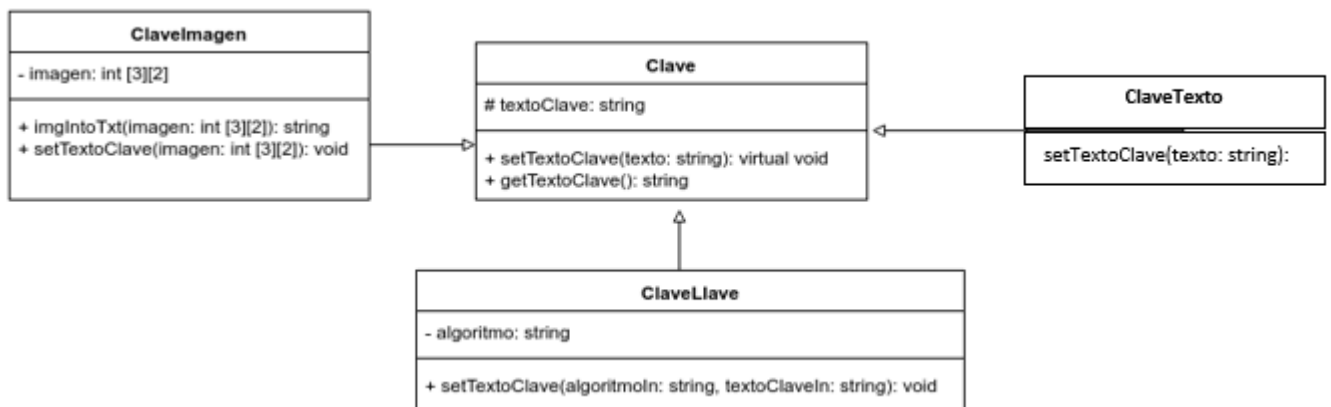 ClaveImagen
- imagen: int [3][2]
+ imgIntoTxt(imagen: int [3][2]): string
+ setTextoClave(imagen: int [3][2]): void
Clave
# textoClave: string
+ setTextoClave(texto: string): virtual void
+ getTextoClave(): string
ClaveTexto
setTextoClave(texto: string):
ClaveLlave
- algoritmo: string
+ setTextoClave(algoritmoIn: string, textoClaveIn: string): void